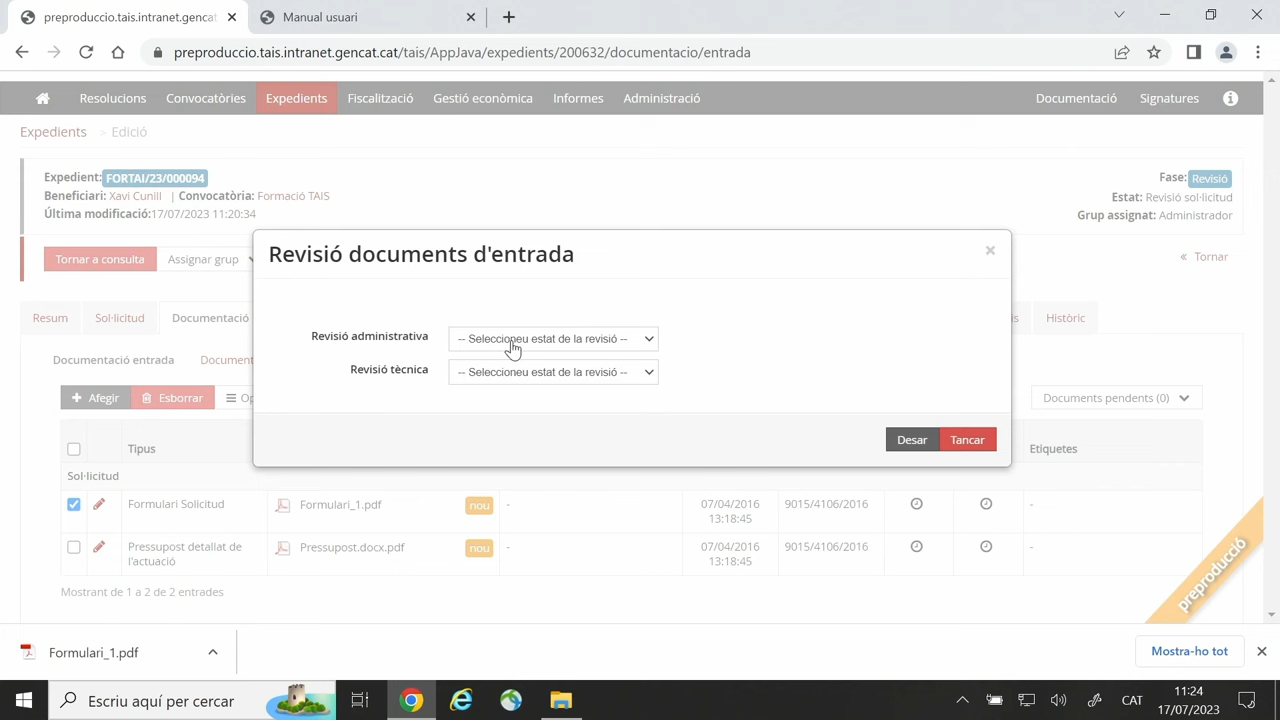 preproduccio.tais.intranet.gencat
Manual usuari
preproduccio.tais.intranet.gencat.cat/tais/AppJava/expedients/200632/documentacio/entrada
Resolucions Convocatòries Expedients Fiscalització Gestió econòmica Informes Administració Documentació Signatures
Expedients > Edició
Expedient: FORTAI/23/000094 Fase: Revisió
Beneficiari: Xavi Cunill | Convocatòria: Formació TAIS Estat: Revisió sol·licitud
Última modificació:17/07/2023 11:20:34 Grup assignat: Administrador
Tornar a consulta Assignar grup « Tornar
Revisió documents d'entrada ×
Revisió administrativa -- Seleccioneu estat de la revisió --
Revisió tècnica -- Seleccioneu estat de la revisió --
Desar Tancar
Resum Sol·licitud Documentació is Històric
Documentació entrada Document
Afegir Esborrar Op Documents pendents (0)
Tipus Etiquetes
Sol·licitud
Formulari Solicitud Formulari_1.pdf nou - 07/04/2016 13:18:45 9015/4106/2016 -
Pressupost detallat de l'actuació Pressupost.docx.pdf nou - 07/04/2016 13:18:45 9015/4106/2016 -
Mostrant de 1 a 2 de 2 entrades
preproducció
Formulari_1.pdf Mostra-ho tot
Escriu aquí per cercar CAT 11:24
17/07/2023